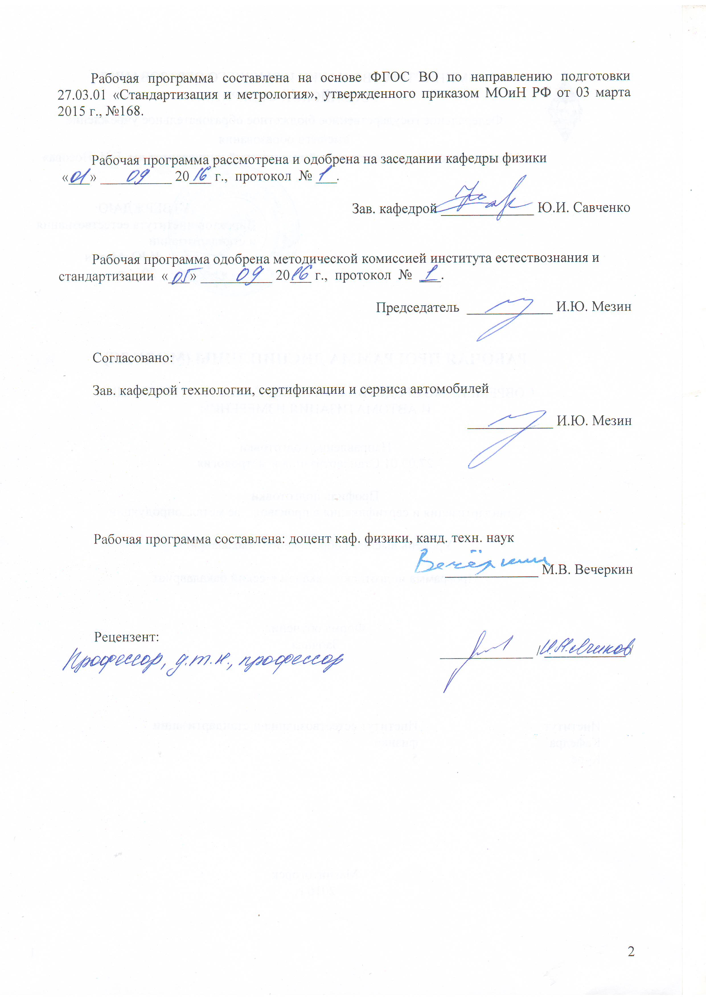 Рабочая программа составлена на основе ФГОС ВО по направлению подготовки
27.03.01 «Стандартизация и метрология», утвержденного приказом МОиН РФ от 03 марта
2015 г., №168.
Рабочая программа рассмотрена и одобрена на заседании кафедры физики
«01» 09 2016 г., протокол № 1.
Зав. кафедрой Ю.И. Савченко
Рабочая программа одобрена методической комиссией института естествознания и
стандартизации «05» 09 2016 г., протокол № 1.
Председатель И.Ю. Мезин
Согласовано:
Зав. кафедрой технологии, сертификации и сервиса автомобилей
И.Ю. Мезин
Рабочая программа составлена: доцент каф. физики, канд. техн. наук
Вечёркин М.В. Вечеркин
Рецензент:
Профессор, д.т.н., профессор /
2